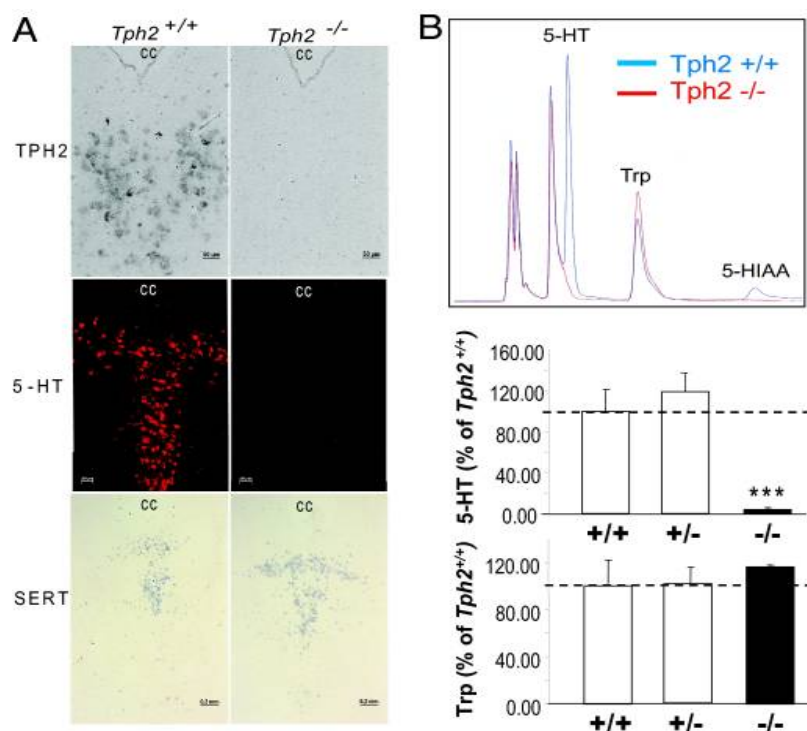 A
Tph2 +/+
Tph2 -/-
cc
cc
TPH2
50 µm
cc
cc
5-HT
cc
cc
SERT
0.2 mm
0.2 mm
B
5-HT
Tph2 +/+
Tph2 -/-
Trp
5-HIAA
5-HT (% of Tph2+/+)
160.00
120.00
80.00
40.00
0.00
***
+/+ +/- -/-
Trp (% of Tph2+/+)
120.00
80.00
40.00
0.00
+/+ +/- -/-